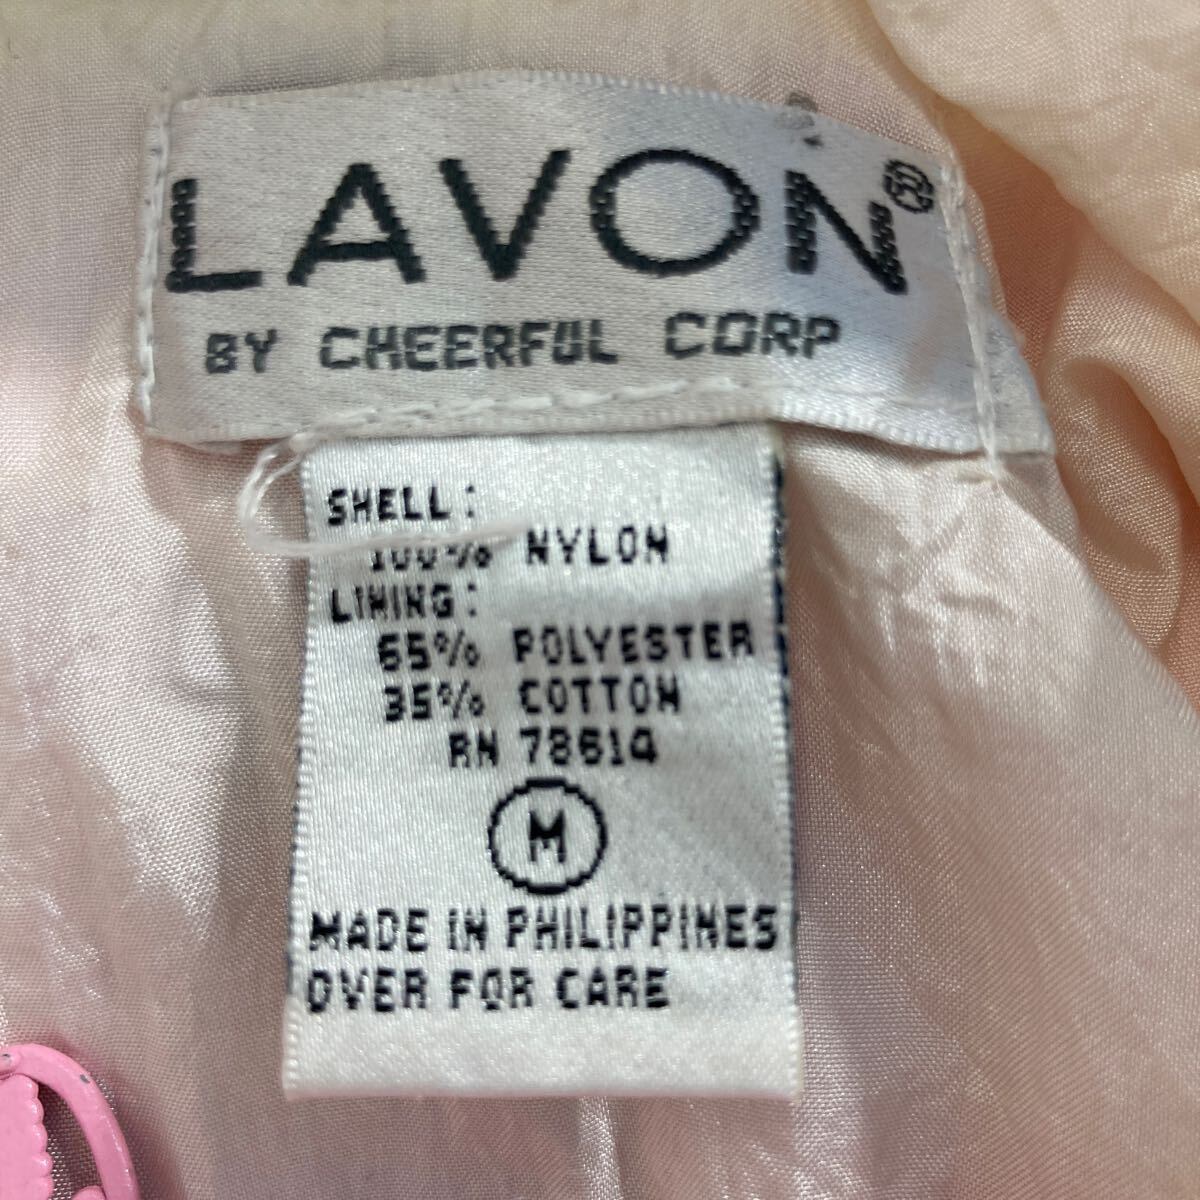 LAVON®
BY CHEERFUL CORP
SHELL:
100% NYLON
LINING:
65% POLYESTER
35% COTTON
RN 78614
M
MADE IN PHILIPPINES
OVER FOR CARE